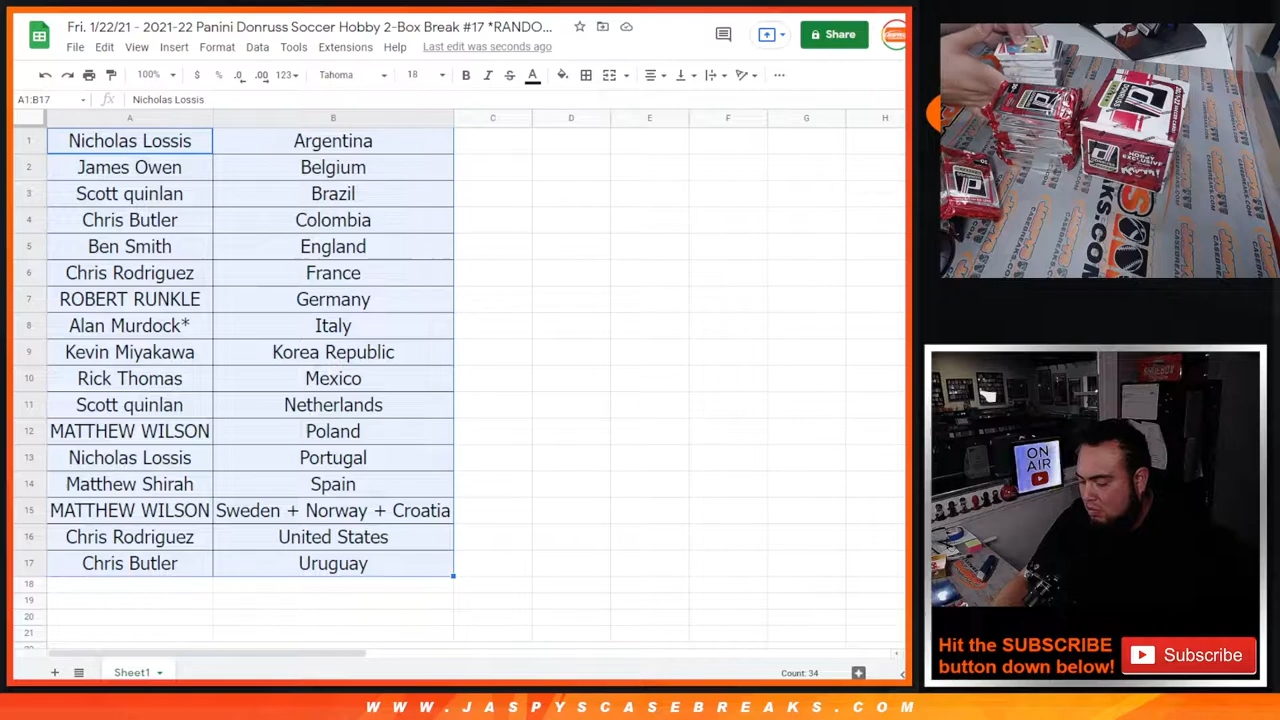 Fri. 1/22/21 - 2021-22 Panini Donruss Soccer Hobby 2-Box Break #17 *RANDO...
File Edit View Insert Format Data Tools Extensions Help Last edit was seconds ago
Share
100% $ % .0 .00 123 Tahoma 18 B I S A
A1:B17 fx Nicholas Lossis
A B C D E F G H
1 Nicholas Lossis Argentina
2 James Owen Belgium
3 Scott quinlan Brazil
4 Chris Butler Colombia
5 Ben Smith England
6 Chris Rodriguez France
7 ROBERT RUNKLE Germany
8 Alan Murdock* Italy
9 Kevin Miyakawa Korea Republic
10 Rick Thomas Mexico
11 Scott quinlan Netherlands
12 MATTHEW WILSON Poland
13 Nicholas Lossis Portugal
14 Matthew Shirah Spain
15 MATTHEW WILSON Sweden + Norway + Croatia
16 Chris Rodriguez United States
17 Chris Butler Uruguay
18
19
20
21
+ Sheet1 Count: 34
DONRUSS
HOBBY
EXCLUSIVE
CASEBREAKS.COM
ON
AIR
Hit the SUBSCRIBE
button down below!
Subscribe
WWW.JASPYSCASEBREAKS.COM